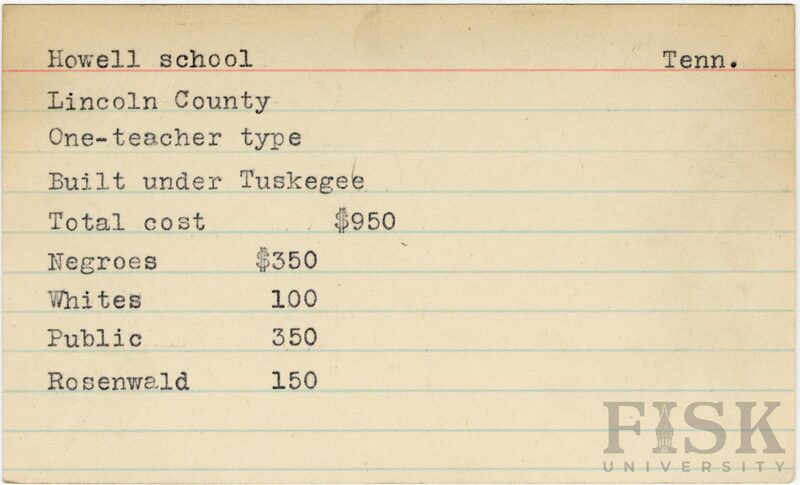 Howell school Tenn.
Lincoln County
One-teacher type
Built under Tuskegee
Total cost $950
Negroes $350
Whites 100
Public 350
Rosenwald 150
FISK
UNIVERSITY